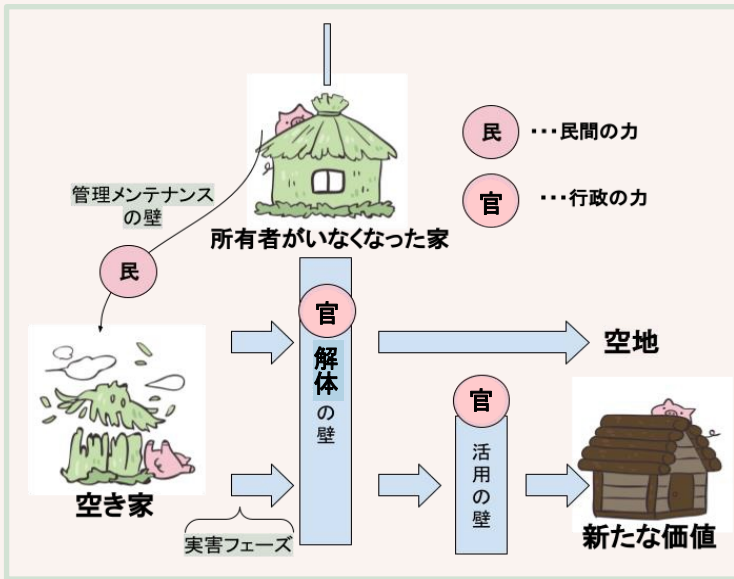 民
・・・民間の力
官
・・・行政の力
管理メンテナンス
の壁
所有者がいなくなった家
民
官
解体の壁
空地
官
活用の壁
空き家
新たな価値
実害フェーズ